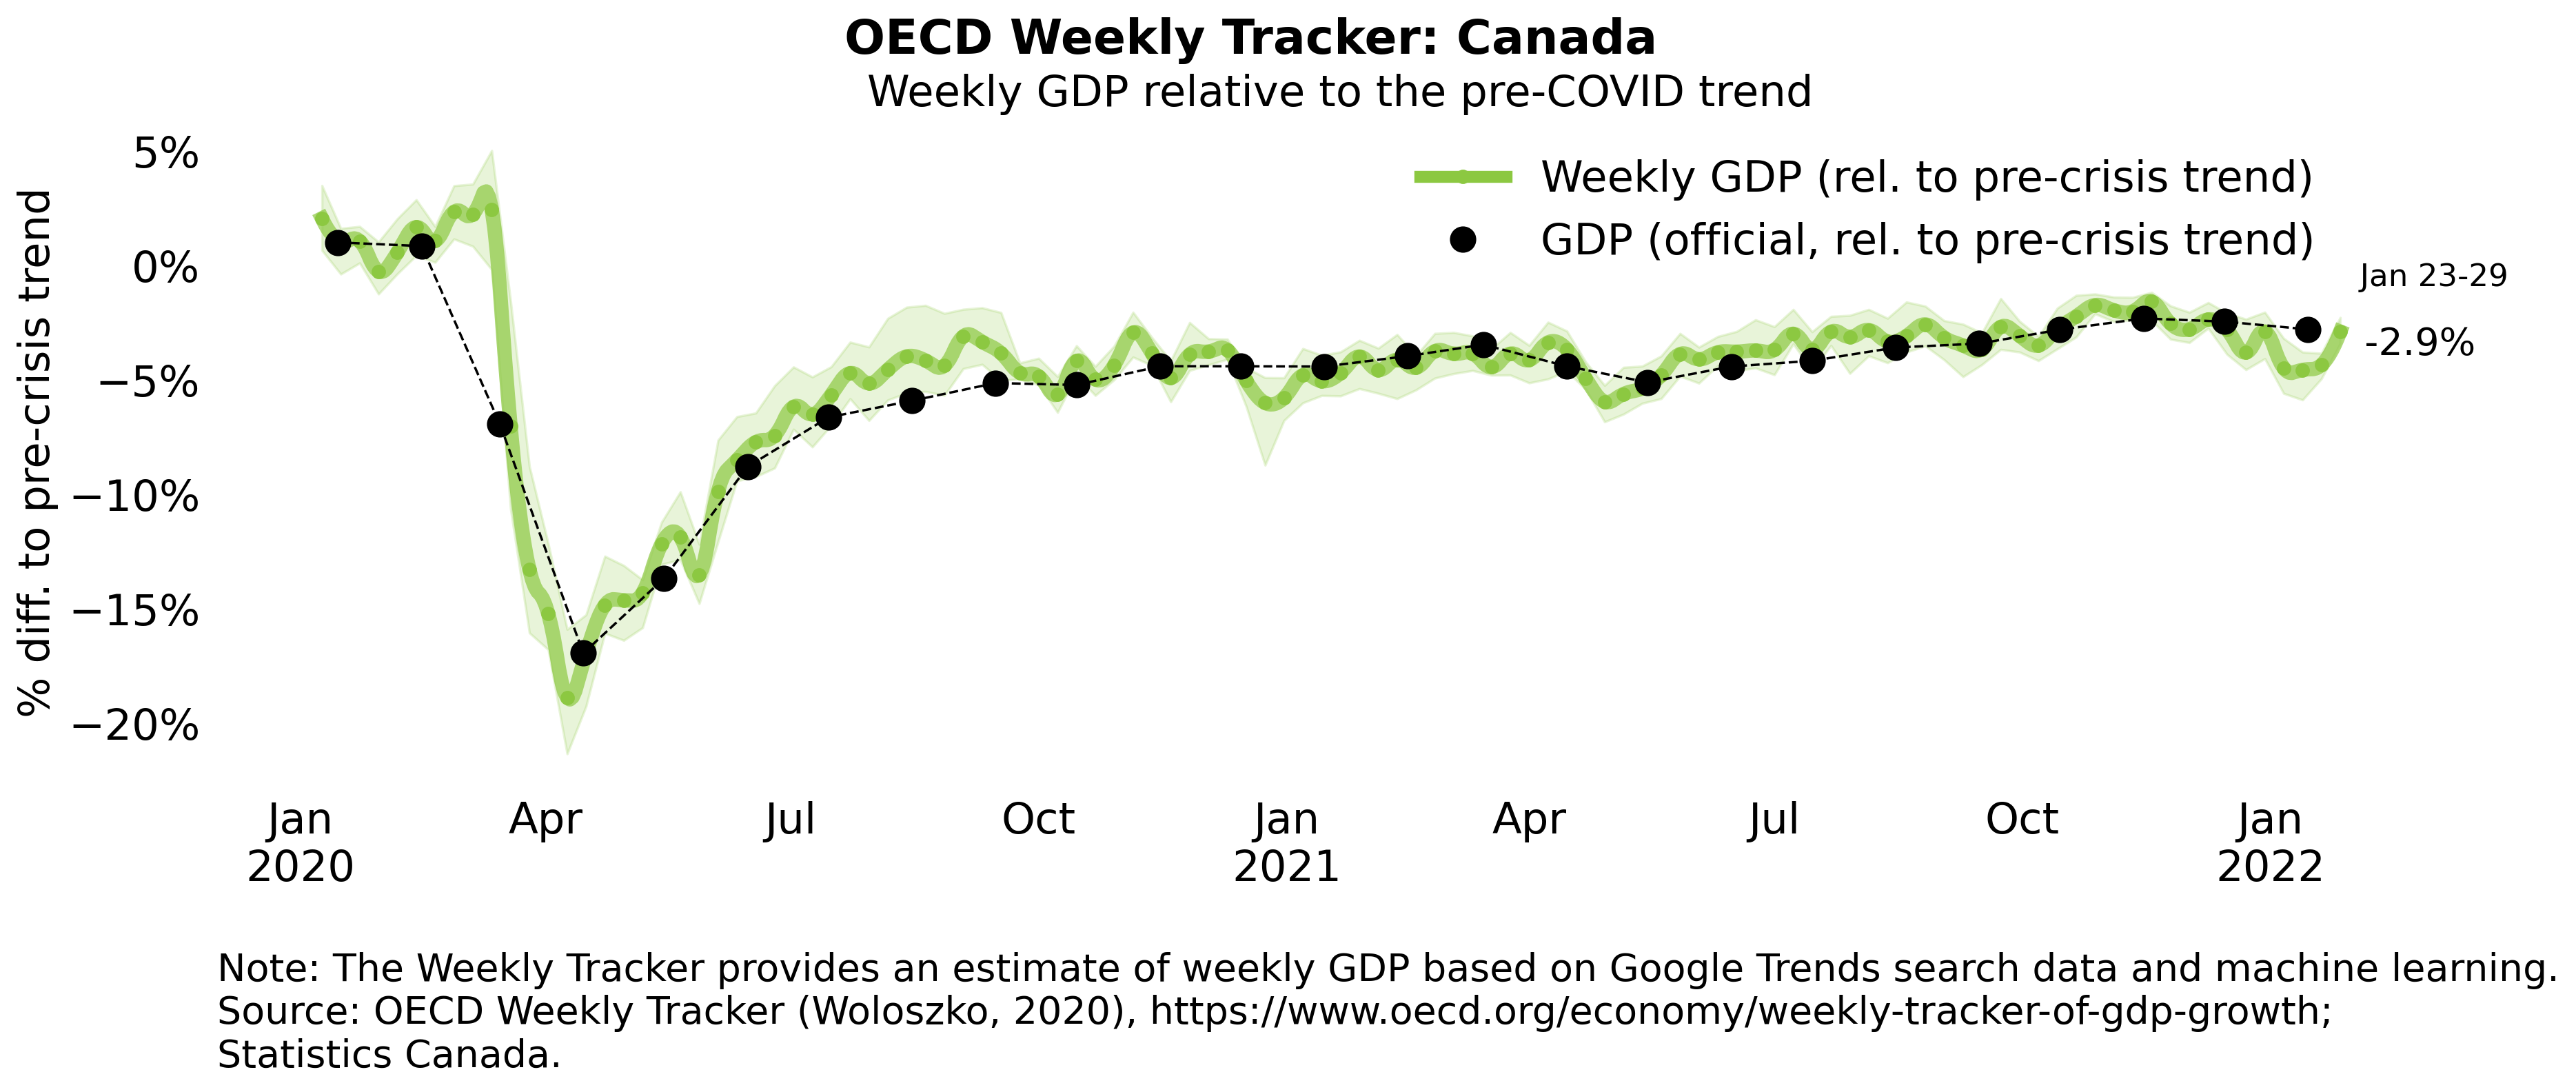 OECD Weekly Tracker: Canada
Weekly GDP relative to the pre-COVID trend
% diff. to pre-crisis trend
5%
0%
−5%
−10%
−15%
−20%
Weekly GDP (rel. to pre-crisis trend)
GDP (official, rel. to pre-crisis trend)
Jan 23-29
-2.9%
Jan Apr Jul Oct Jan Apr Jul Oct Jan
2020 2021 2022
Note: The Weekly Tracker provides an estimate of weekly GDP based on Google Trends search data and machine learning.
Source: OECD Weekly Tracker (Woloszko, 2020), https://www.oecd.org/economy/weekly-tracker-of-gdp-growth;
Statistics Canada.